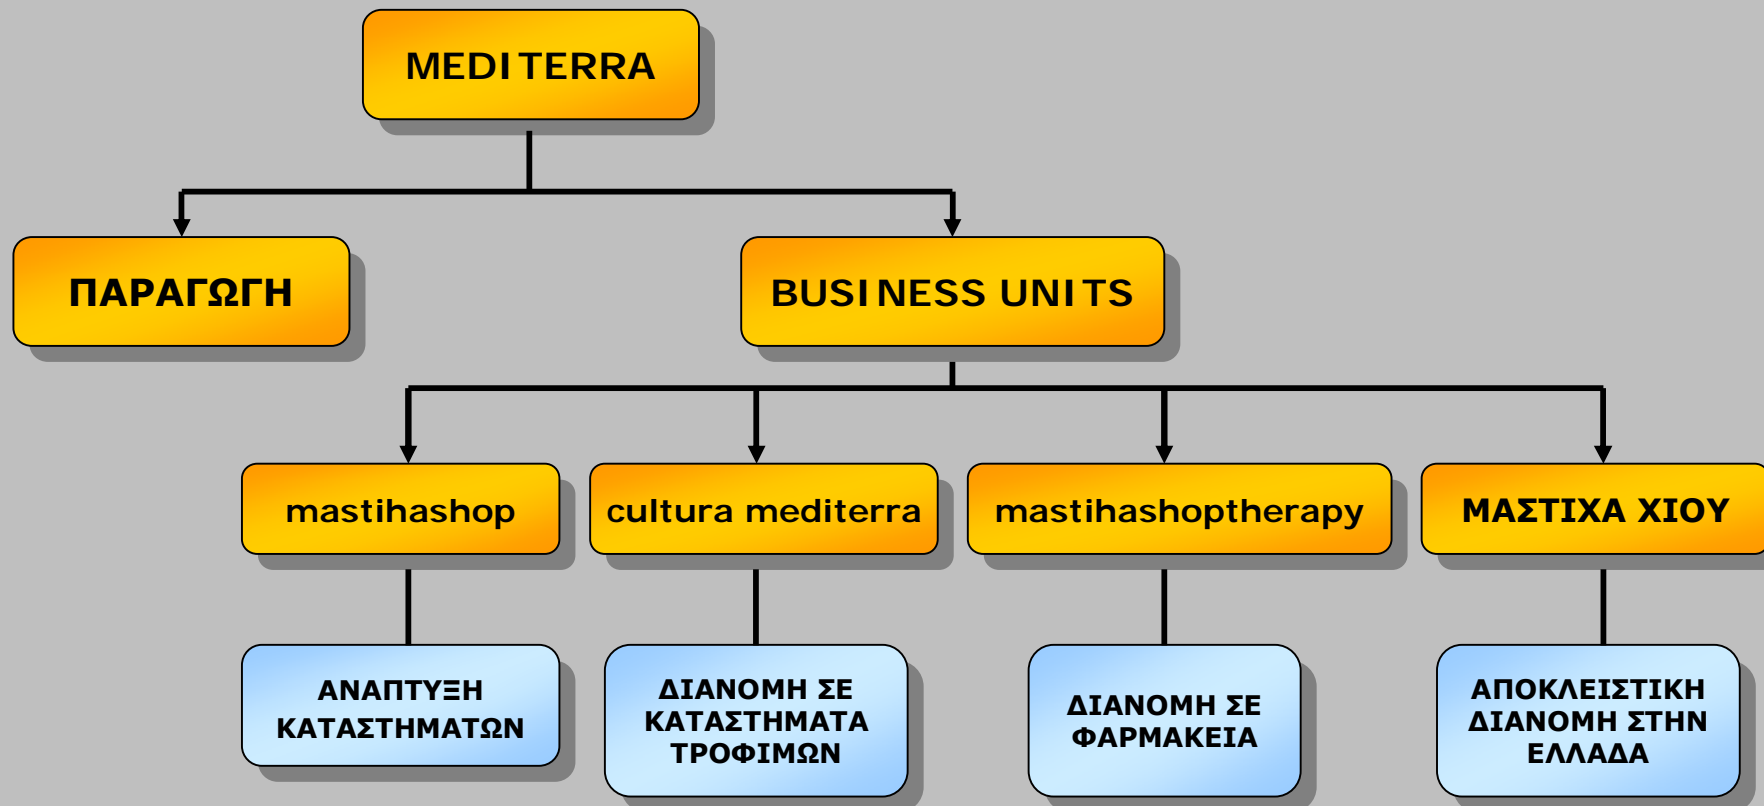 MEDITERRA
ΠΑΡΑΓΩΓΗ
BUSINESS UNITS
mastihashop
cultura mediterra
mastihashoptherapy
ΜΑΣΤΙΧΑ ΧΙΟΥ
ΑΝΑΠΤΥΞΗ
ΚΑΤΑΣΤΗΜΑΤΩΝ
ΔΙΑΝΟΜΗ ΣΕ
ΚΑΤΑΣΤΗΜΑΤΑ
ΤΡΟΦΙΜΩΝ
ΔΙΑΝΟΜΗ ΣΕ
ΦΑΡΜΑΚΕΙΑ
ΑΠΟΚΛΕΙΣΤΙΚΗ
ΔΙΑΝΟΜΗ ΣΤΗΝ
ΕΛΛΑΔΑ